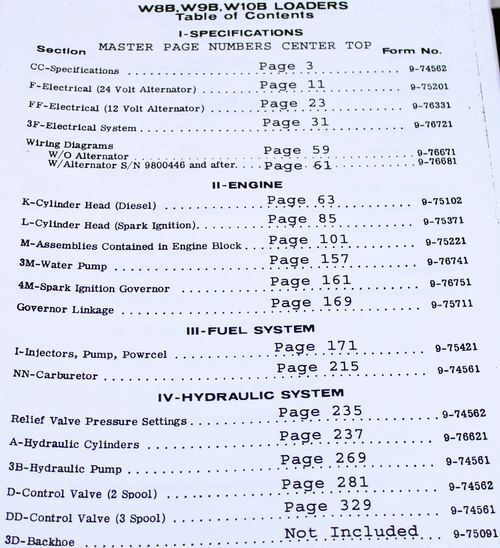 W8B,W9B,W10B LOADERS
Table of Contents
I-SPECIFICATIONS
Section MASTER PAGE NUMBERS CENTER TOP Form No.
CC-Specifications Page 3 9-74562
F-Electrical (24 Volt Alternator) Page 11 9-75201
FF-Electrical (12 Volt Alternator) Page 23 9-76331
3F-Electrical System Page 31 9-76721
Wiring Diagrams
W/O Alternator Page 59 9-76671
W/Alternator S/N 9800446 and after Page 61 9-76681
II-ENGINE
K-Cylinder Head (Diesel) Page 63 9-75102
L-Cylinder Head (Spark Ignition) Page 85 9-75371
M-Assemblies Contained in Engine Block Page 101 9-75221
3M-Water Pump Page 157 9-76741
4M-Spark Ignition Governor Page 161 9-76751
Governor Linkage Page 169 9-75711
III-FUEL SYSTEM
I-Injectors, Pump, Powrcel Page 171 9-75421
NN-Carburetor Page 215 9-74561
IV-HYDRAULIC SYSTEM
Relief Valve Pressure Settings Page 235 9-74562
A-Hydraulic Cylinders Page 237 9-76621
3B-Hydraulic Pump Page 269 9-74561
D-Control Valve (2 Spool) Page 281 9-74562
DD-Control Valve (3 Spool) Page 329 9-74561
3D-Backhoe Not Included 9-75091